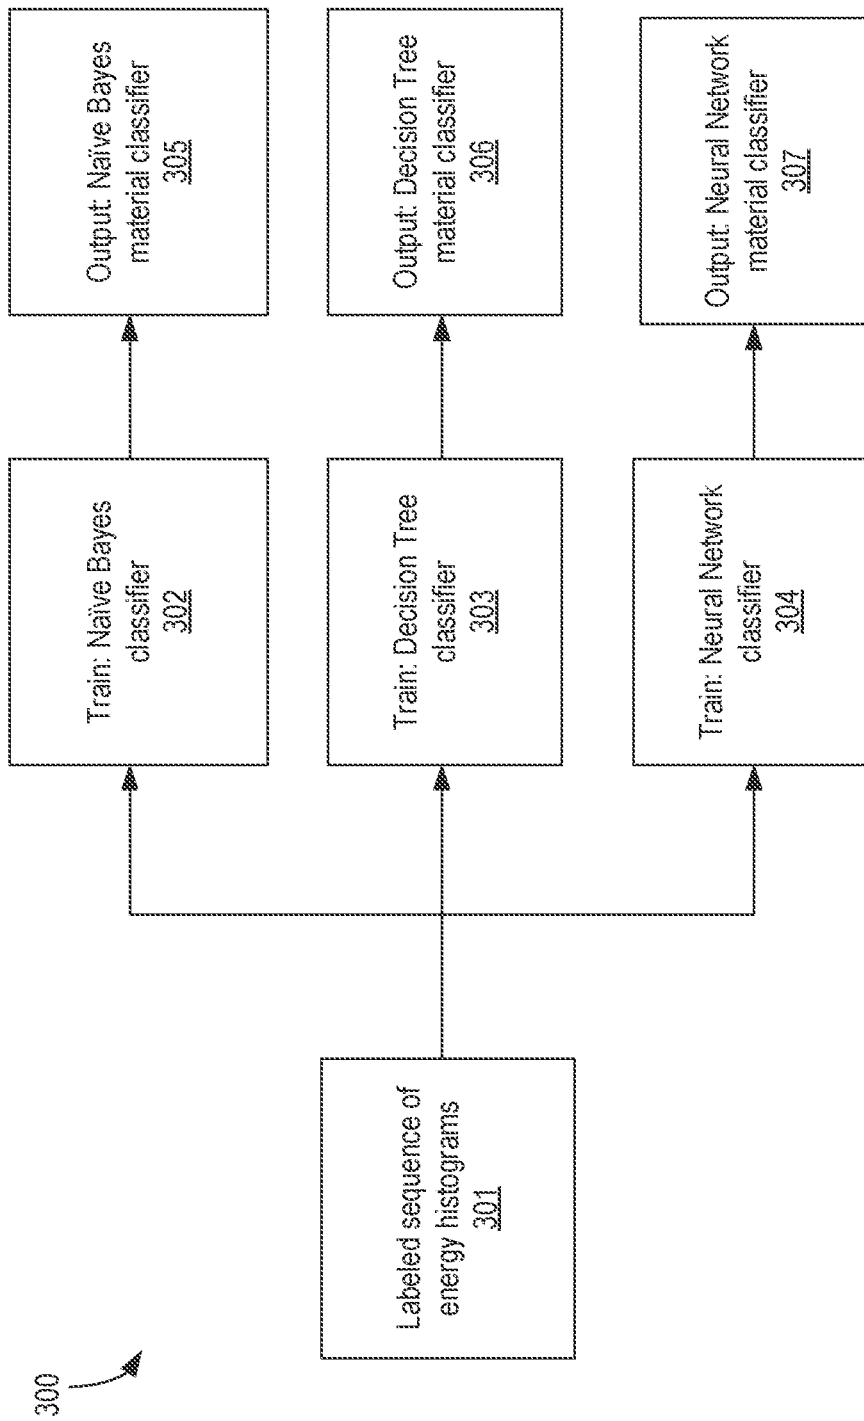 300
Labeled sequence of
energy histograms
301
Train: Naïve Bayes
classifier
302
Train: Decision Tree
classifier
303
Train: Neural Network
classifier
304
Output: Naïve Bayes
material classifier
305
Output: Decision Tree
material classifier
306
Output: Neural Network
material classifier
307